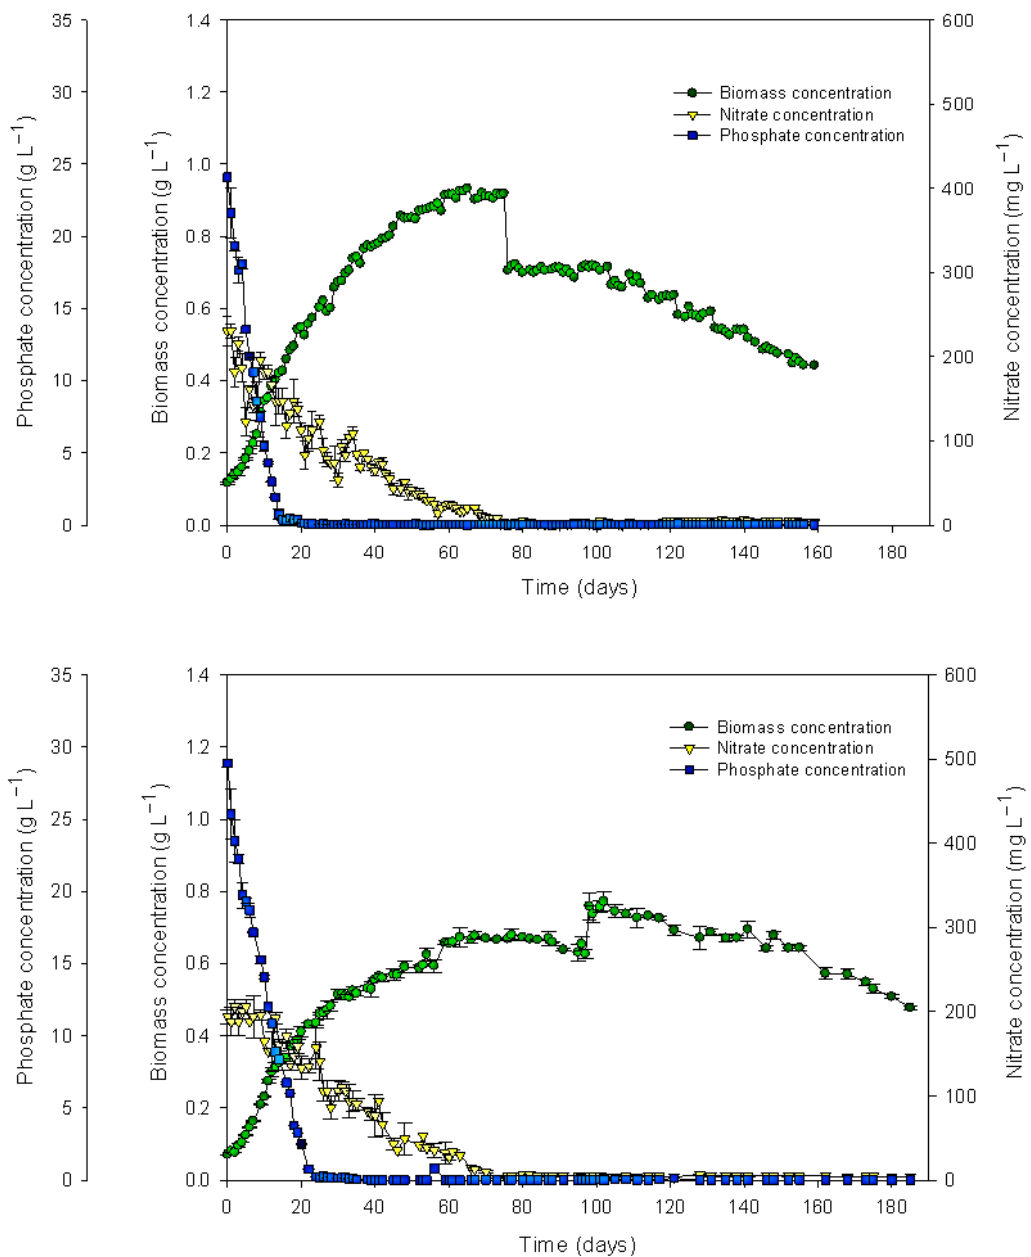 35
30
25
20
15
10
5
0
Phosphate concentration (g L⁻¹)
1.4
1.2
1.0
0.8
0.6
0.4
0.2
0.0
Biomass concentration (g L⁻¹)
Biomass concentration
Nitrate concentration
Phosphate concentration
600
500
400
300
200
100
0
Nitrate concentration (mg L⁻¹)
0 20 40 60 80 100 120 140 160 180
Time (days)
35
30
25
20
15
10
5
0
Phosphate concentration (g L⁻¹)
1.4
1.2
1.0
0.8
0.6
0.4
0.2
0.0
Biomass concentration (g L⁻¹)
Biomass concentration
Nitrate concentration
Phosphate concentration
600
500
400
300
200
100
0
Nitrate concentration (mg L⁻¹)
0 20 40 60 80 100 120 140 160 180
Time (days)